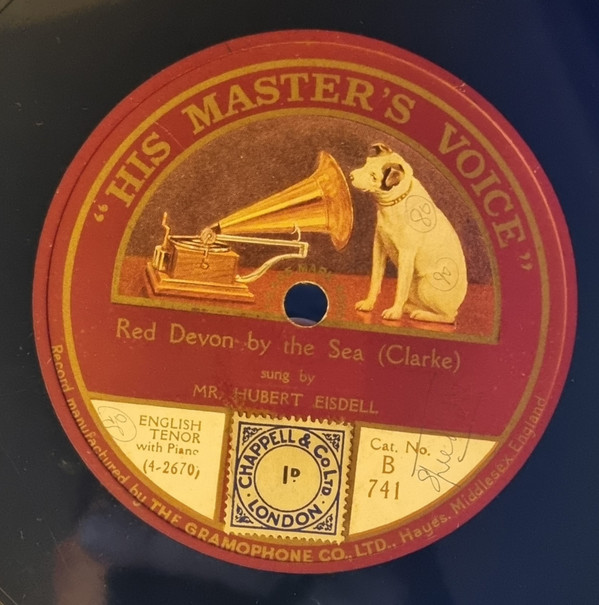 "HIS MASTER'S VOICE"
Red Devon by the Sea (Clarke)
sung by
MR. HUBERT EISDELL
ENGLISH
TENOR
with Piano
(4-2670)
CHAPPELL & CO LTD
1D
LONDON
Cat. No.
B
741
Record manufactured by THE GRAMOPHONE CO., LTD., Hayes, Middlesex, England